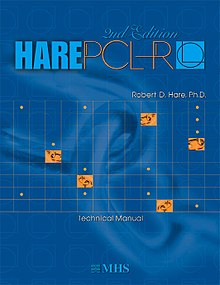 2nd Edition
HARE PCL-R
Robert D. Hare, Ph.D.
Technical Manual
MHS